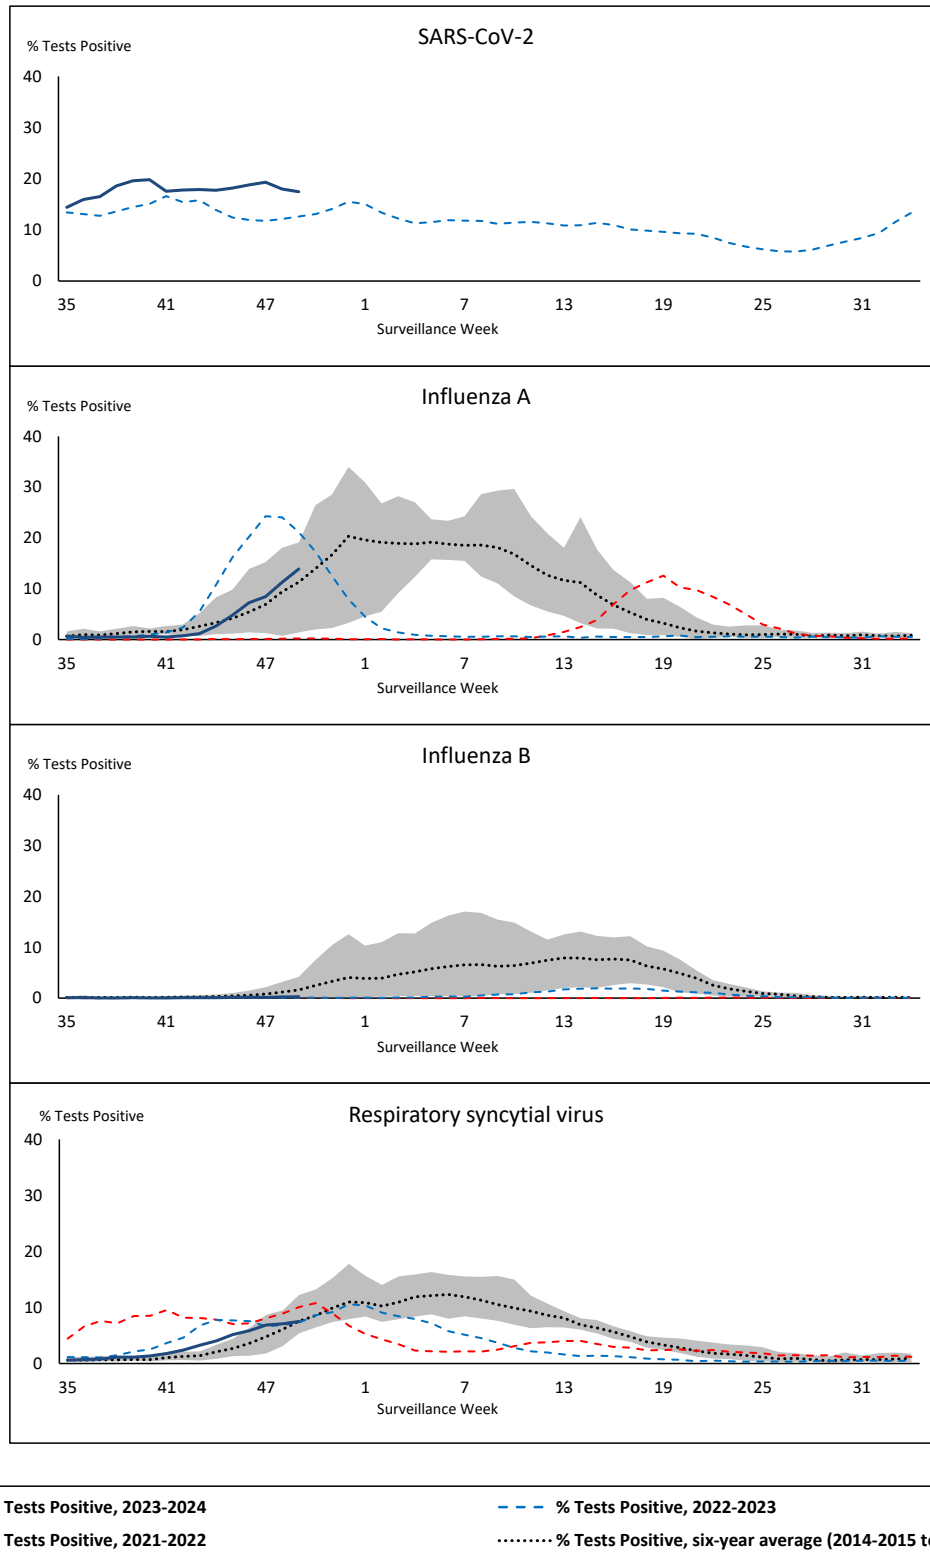 SARS-CoV-2
% Tests Positive
40
30
20
10
0
35 41 47 1 7 13 19 25 31
Surveillance Week
Influenza A
% Tests Positive
40
30
20
10
0
35 41 47 1 7 13 19 25 31
Surveillance Week
Influenza B
% Tests Positive
40
30
20
10
0
35 41 47 1 7 13 19 25 31
Surveillance Week
Respiratory syncytial virus
% Tests Positive
40
30
20
10
0
35 41 47 1 7 13 19 25 31
Surveillance Week
Tests Positive, 2023-2024 % Tests Positive, 2022-2023
Tests Positive, 2021-2022 % Tests Positive, six-year average (2014-2015 t